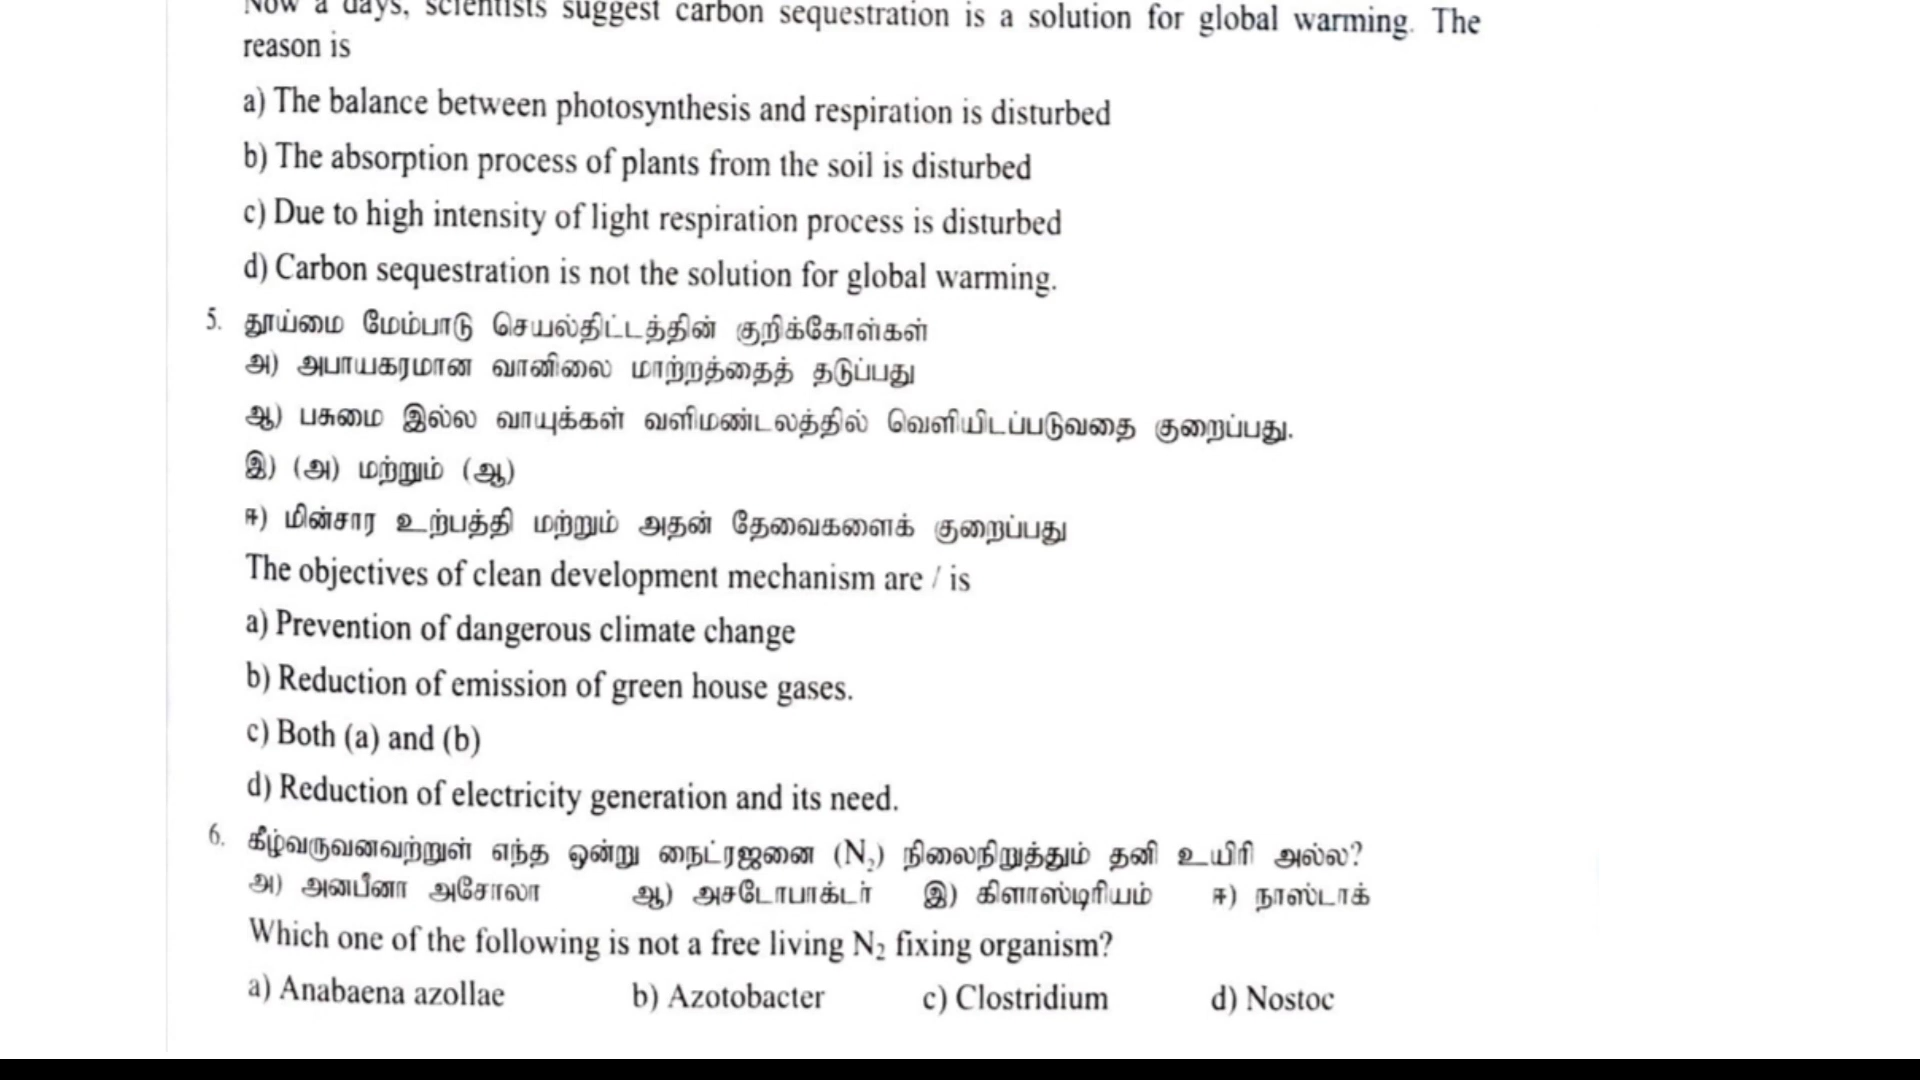 Now a days, scientists suggest carbon sequestration is a solution for global warming. The
reason is
a) The balance between photosynthesis and respiration is disturbed
b) The absorption process of plants from the soil is disturbed
c) Due to high intensity of light respiration process is disturbed
d) Carbon sequestration is not the solution for global warming.
5. தூய்மை மேம்பாடு செயல்திட்டத்தின் குறிக்கோள்கள்
அ) அபாயகரமான வானிலை மாற்றத்தைத் தடுப்பது
ஆ) பசுமை இல்ல வாயுக்கள் வளிமண்டலத்தில் வெளியிடப்படுவதை குறைப்பது.
இ) (அ) மற்றும் (ஆ)
ஈ) மின்சார உற்பத்தி மற்றும் அதன் தேவைகளைக் குறைப்பது
The objectives of clean development mechanism are / is
a) Prevention of dangerous climate change
b) Reduction of emission of green house gases.
c) Both (a) and (b)
d) Reduction of electricity generation and its need.
6. கீழ்வருவனவற்றுள் எந்த ஒன்று நைட்ரஜனை (N₂) நிலைநிறுத்தும் தனி உயிரி அல்ல?
அ) அனபீனா அசோலா ஆ) அசடோபாக்டர் இ) கிளாஸ்டிரியம் ஈ) நாஸ்டாக்
Which one of the following is not a free living N₂ fixing organism?
a) Anabaena azollae b) Azotobacter c) Clostridium d) Nostoc